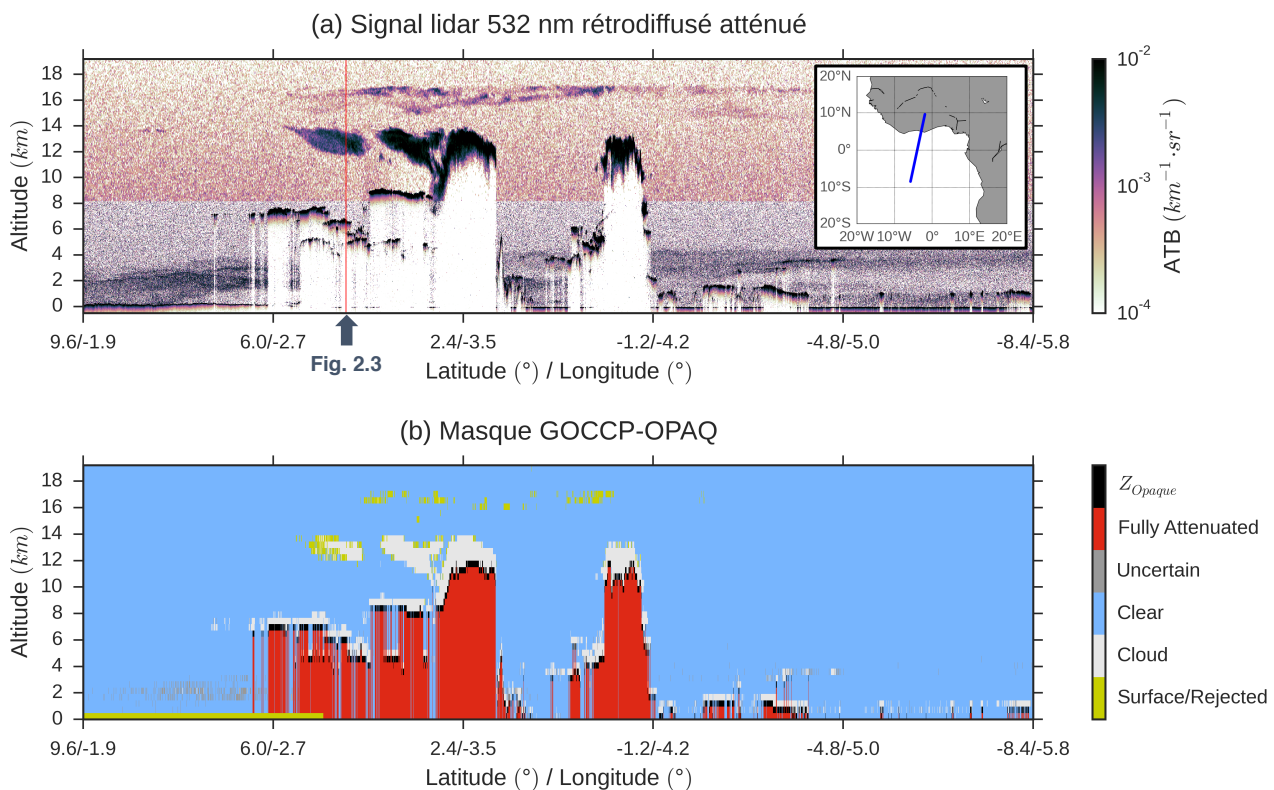 (a) Signal lidar 532 nm rétrodiffusé atténué
18
16
14
12
10
8
6
4
2
0
Altitude (km)
20°N
10°N
0°
10°S
20°S
20°W 10°W 0° 10°E 20°E
10⁻²
10⁻³
10⁻⁴
ATB (km⁻¹·sr⁻¹)
9.6/-1.9 6.0/-2.7 2.4/-3.5 -1.2/-4.2 -4.8/-5.0 -8.4/-5.8
Fig. 2.3
Latitude (°) / Longitude (°)
(b) Masque GOCCP-OPAQ
18
16
14
12
10
8
6
4
2
0
Altitude (km)
Z_Opaque
Fully Attenuated
Uncertain
Clear
Cloud
Surface/Rejected
9.6/-1.9 6.0/-2.7 2.4/-3.5 -1.2/-4.2 -4.8/-5.0 -8.4/-5.8
Latitude (°) / Longitude (°)